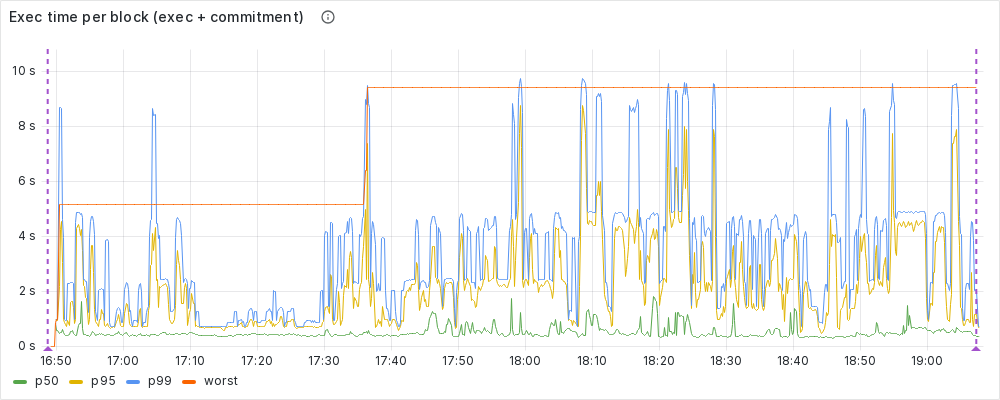 Exec time per block (exec + commitment)
10 s
8 s
6 s
4 s
2 s
0 s
16:50 17:00 17:10 17:20 17:30 17:40 17:50 18:00 18:10 18:20 18:30 18:40 18:50 19:00
p50 p95 p99 worst